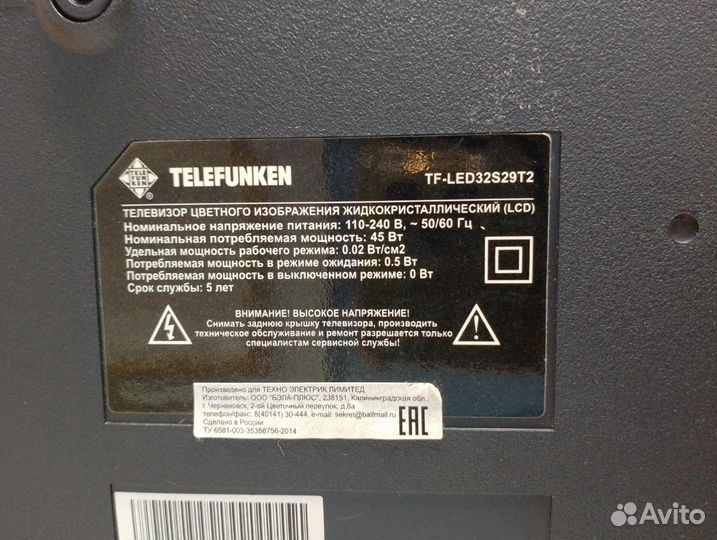 TELE
FUN
KEN
®
TELEFUNKEN
TF-LED32S29T2
ТЕЛЕВИЗОР ЦВЕТНОГО ИЗОБРАЖЕНИЯ ЖИДКОКРИСТАЛЛИЧЕСКИЙ (LCD)
Номинальное напряжение питания: 110-240 В, ~ 50/60 Гц
Номинальная потребляемая мощность: 45 Вт
Удельная мощность рабочего режима: 0.02 Вт/см2
Потребляемая мощность в режиме ожидания: 0.5 Вт
Потребляемая мощность в выключенном режиме: 0 Вт
Срок службы: 5 лет
ВНИМАНИЕ! ВЫСОКОЕ НАПРЯЖЕНИЕ!
Снимать заднюю крышку телевизора, производить
техническое обслуживание и ремонт разрешается только
специалистам сервисной службы!
Произведено для ТЕХНО ЭЛЕКТРИК ЛИМИТЕД
Изготовитель: ООО "БЭЛА-ПЛЮС", 238151, Калининградская обл.,
г. Черняховск, 2-ой Цветочный переулок, д.8а
телефон/факс: 8(40141) 30-444, e-mail: sekret@baltmail.ru
Сделано в России
ТУ 6581-003-35388756-2014
EAC
Avito